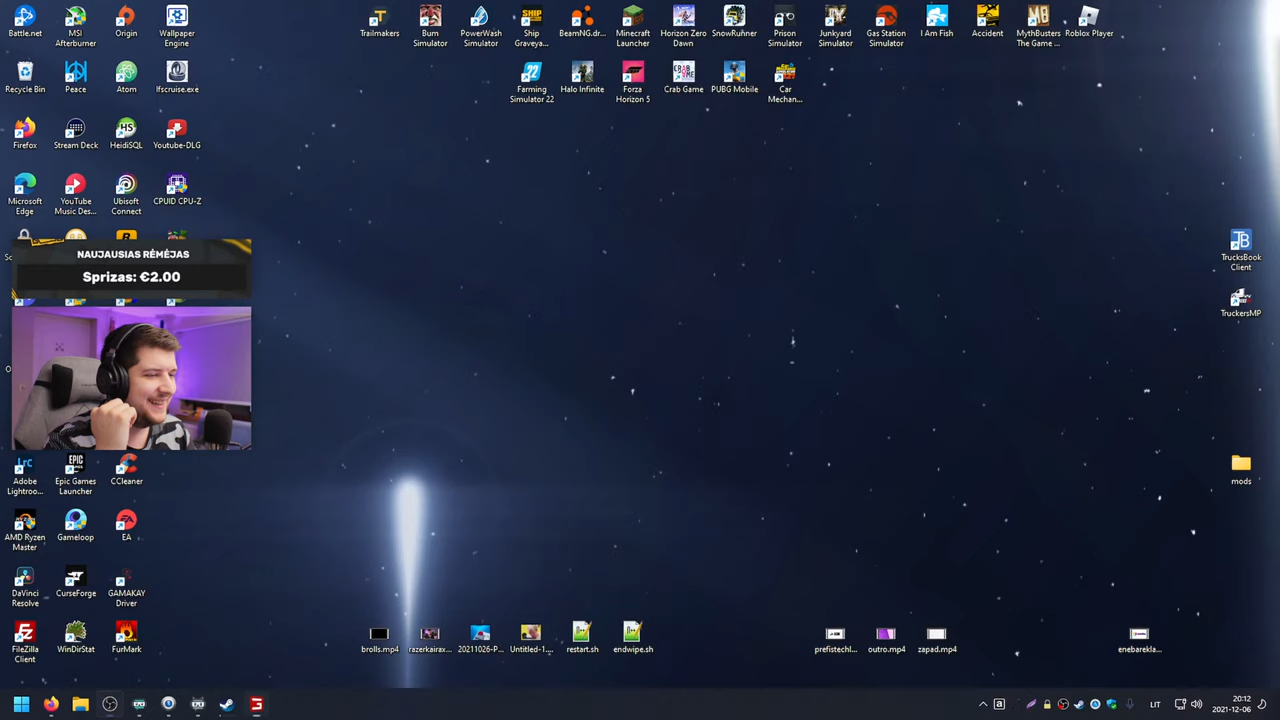 Battle.net
MSI
Afterburner
Origin
Wallpaper
Engine
Trailmakers
Bum
Simulator
PowerWash
Simulator
Ship
Graveya...
BeamNG.dr...
Minecraft
Launcher
Horizon Zero
Dawn
SnowRunner
Prison
Simulator
Junkyard
Simulator
Gas Station
Simulator
I Am Fish
Accident
MythBusters
The Game ...
Roblox Player
Recycle Bin
Peace
Atom
lfscruise.exe
Farming
Simulator 22
Halo Infinite
Forza
Horizon 5
Crab Game
PUBG Mobile
Car
Mechan...
Firefox
Stream Deck
HeidiSQL
Youtube-DLG
Microsoft
Edge
YouTube
Music Des...
Ubisoft
Connect
CPUID CPU-Z
NAUJAUSIAS RĖMĖJAS
Sprizas: €2.00
TrucksBook
Client
TruckersMP
mods
Adobe
Lightroo...
Epic Games
Launcher
CCleaner
AMD Ryzen
Master
Gameloop
EA
DaVinci
Resolve
CurseForge
GAMAKAY
Driver
FileZilla
Client
WinDirStat
FurMark
brolls.mp4
razerkairax...
20211026-P...
Untitled-1....
restart.sh
endwipe.sh
prefistechl...
outro.mp4
zapad.mp4
enebarekla...
LIT
20:12
2021-12-06